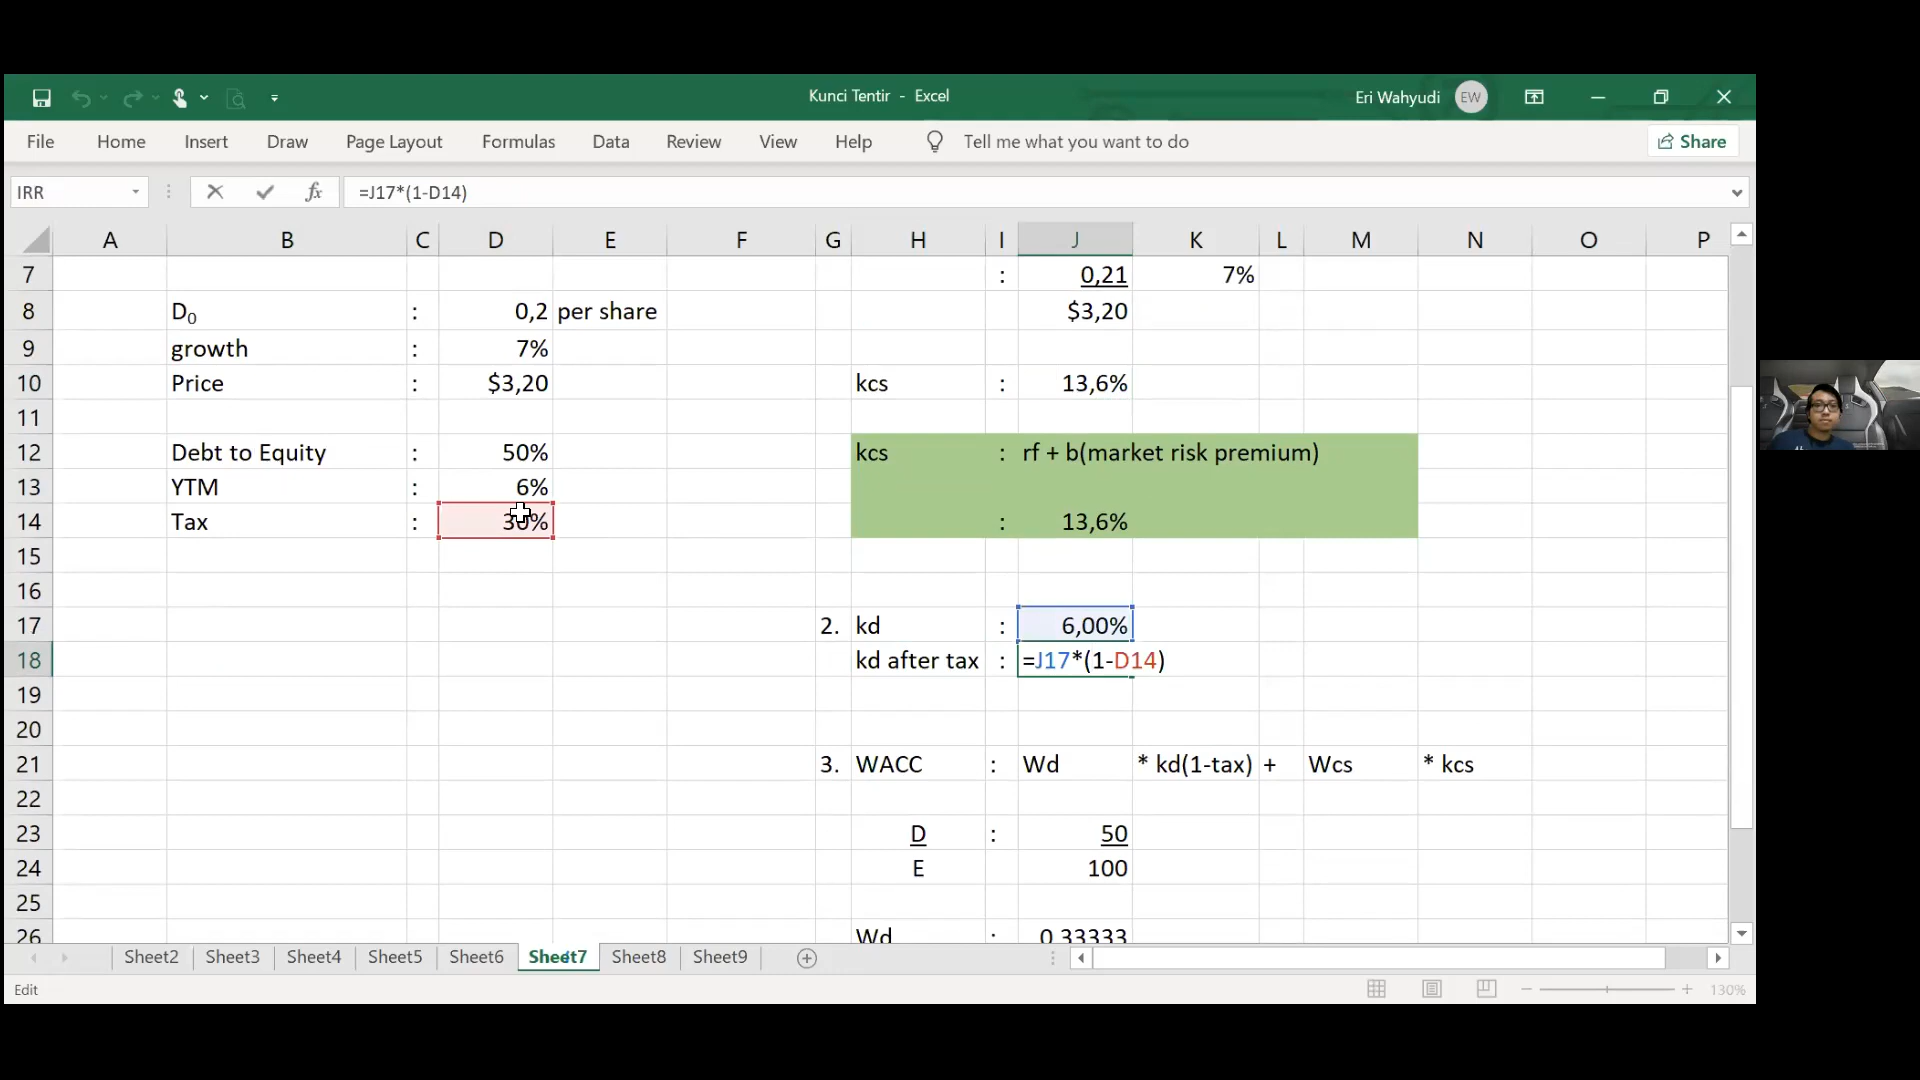 Kunci Tentir - Excel
Eri Wahyudi EW
File Home Insert Draw Page Layout Formulas Data Review View Help Tell me what you want to do Share
IRR fx =J17*(1-D14)
A B C D E F G H I J K L M N O P
7 : 0,21 7%
8 D₀ : 0,2 per share $3,20
9 growth : 7%
10 Price : $3,20 kcs : 13,6%
11
12 Debt to Equity : 50% kcs : rf + b(market risk premium)
13 YTM : 6%
14 Tax : 30% : 13,6%
15
16
17 2. kd : 6,00%
18 kd after tax : =J17*(1-D14)
19
20
21 3. WACC : Wd * kd(1-tax) + Wcs * kcs
22
23 D : 50
24 E 100
25
26 Wd : 0,33333
Sheet2 Sheet3 Sheet4 Sheet5 Sheet6 Sheet7 Sheet8 Sheet9
Edit 130%